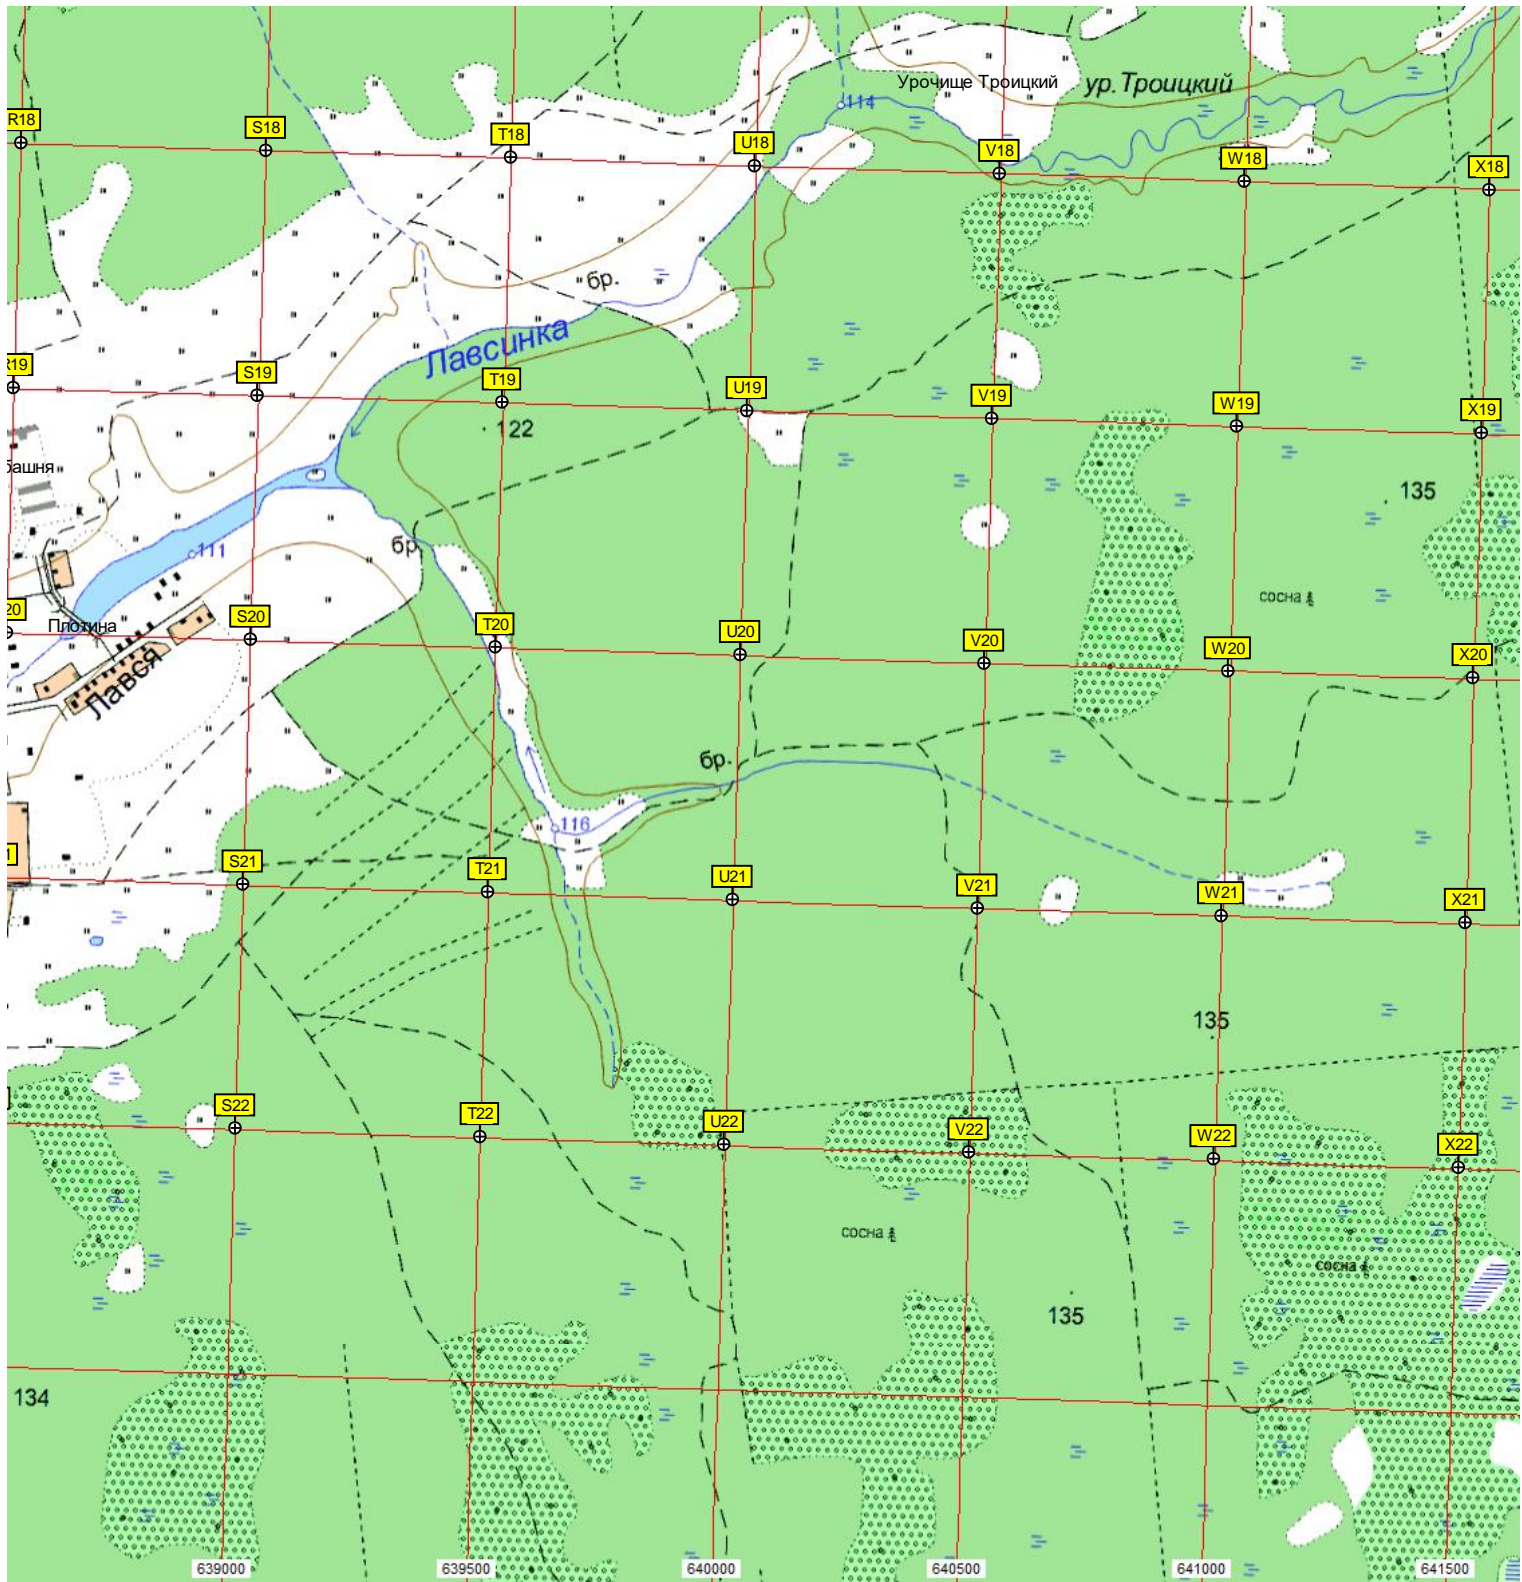 114
Урочище Троицкий
ур. Троицкий
R18
S18
T18
U18
V18
W18
X18
бр.
Лавсинка
S19
T19
U19
V19
W19
X19
122
башня
135
111
бр.
сосна
20
Плотина
S20
T20
U20
V20
W20
X20
Лався
бр.
116
1
S21
T21
U21
V21
W21
X21
135
S22
T22
U22
V22
W22
X22
сосна
сосна
135
134
639000
639500
640000
640500
641000
641500